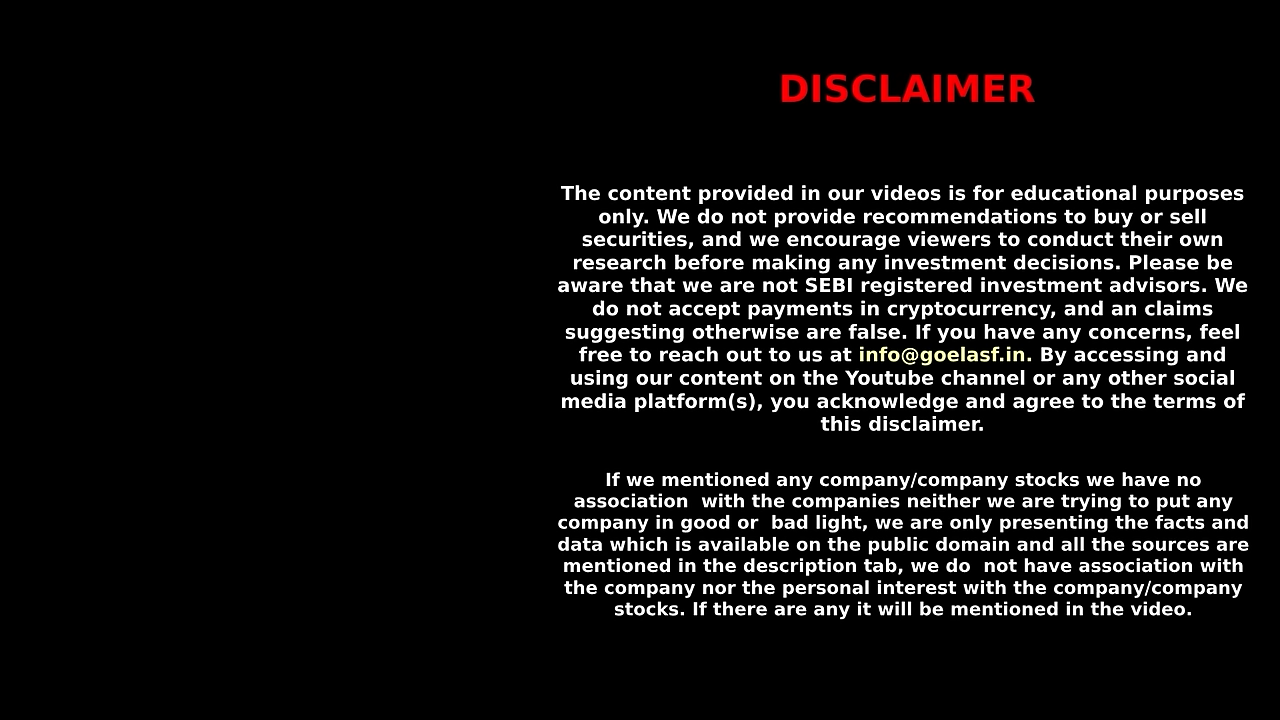 DISCLAIMER
The content provided in our videos is for educational purposes
only. We do not provide recommendations to buy or sell
securities, and we encourage viewers to conduct their own
research before making any investment decisions. Please be
aware that we are not SEBI registered investment advisors. We
do not accept payments in cryptocurrency, and an claims
suggesting otherwise are false. If you have any concerns, feel
free to reach out to us at info@goelasf.in. By accessing and
using our content on the Youtube channel or any other social
media platform(s), you acknowledge and agree to the terms of
this disclaimer.
If we mentioned any company/company stocks we have no
association  with the companies neither we are trying to put any
company in good or  bad light, we are only presenting the facts and
data which is available on the public domain and all the sources are
mentioned in the description tab, we do  not have association with
the company nor the personal interest with the company/company
stocks. If there are any it will be mentioned in the video.